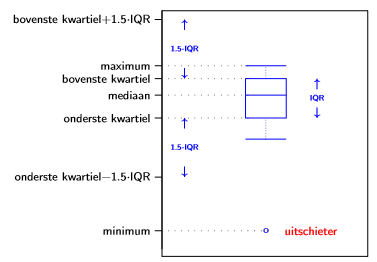 bovenste kwartiel+1.5·IQR
1.5·IQR
maximum
bovenste kwartiel
mediaan
IQR
onderste kwartiel
1.5·IQR
onderste kwartiel−1.5·IQR
minimum
uitschieter